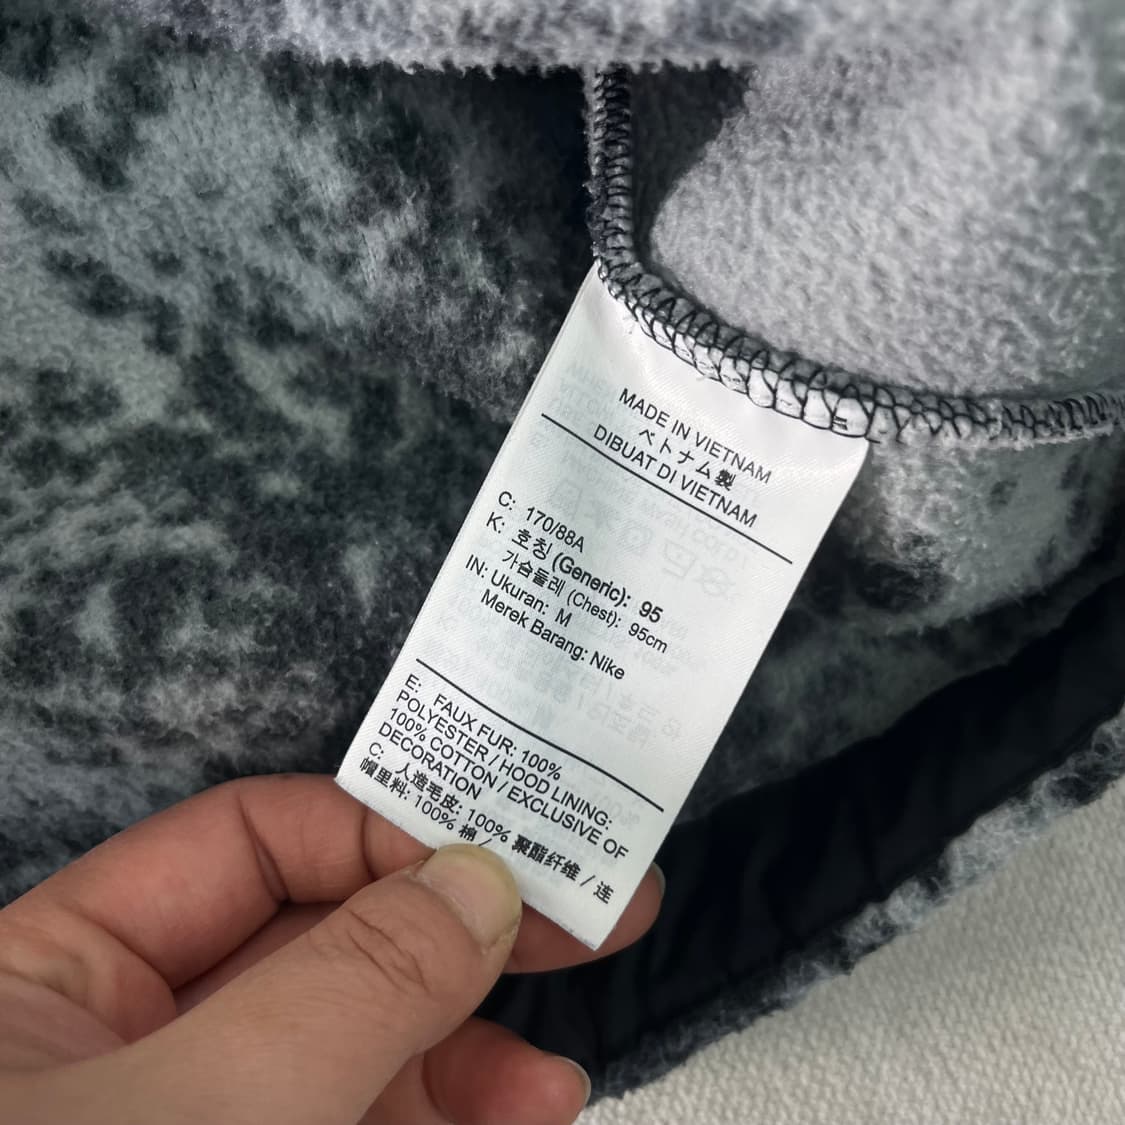 MADE IN VIETNAM
ベトナム製
DIBUAT DI VIETNAM
C: 170/88A
K: 호칭 (Generic): 95
가슴둘레 (Chest): 95cm
IN: Ukuran: M
Merek Barang: Nike
E: FAUX FUR: 100%
POLYESTER / HOOD LINING:
100% COTTON / EXCLUSIVE OF
DECORATION
C: 人造毛皮: 100% 聚酯纤维 / 连
帽里料: 100% 棉 /